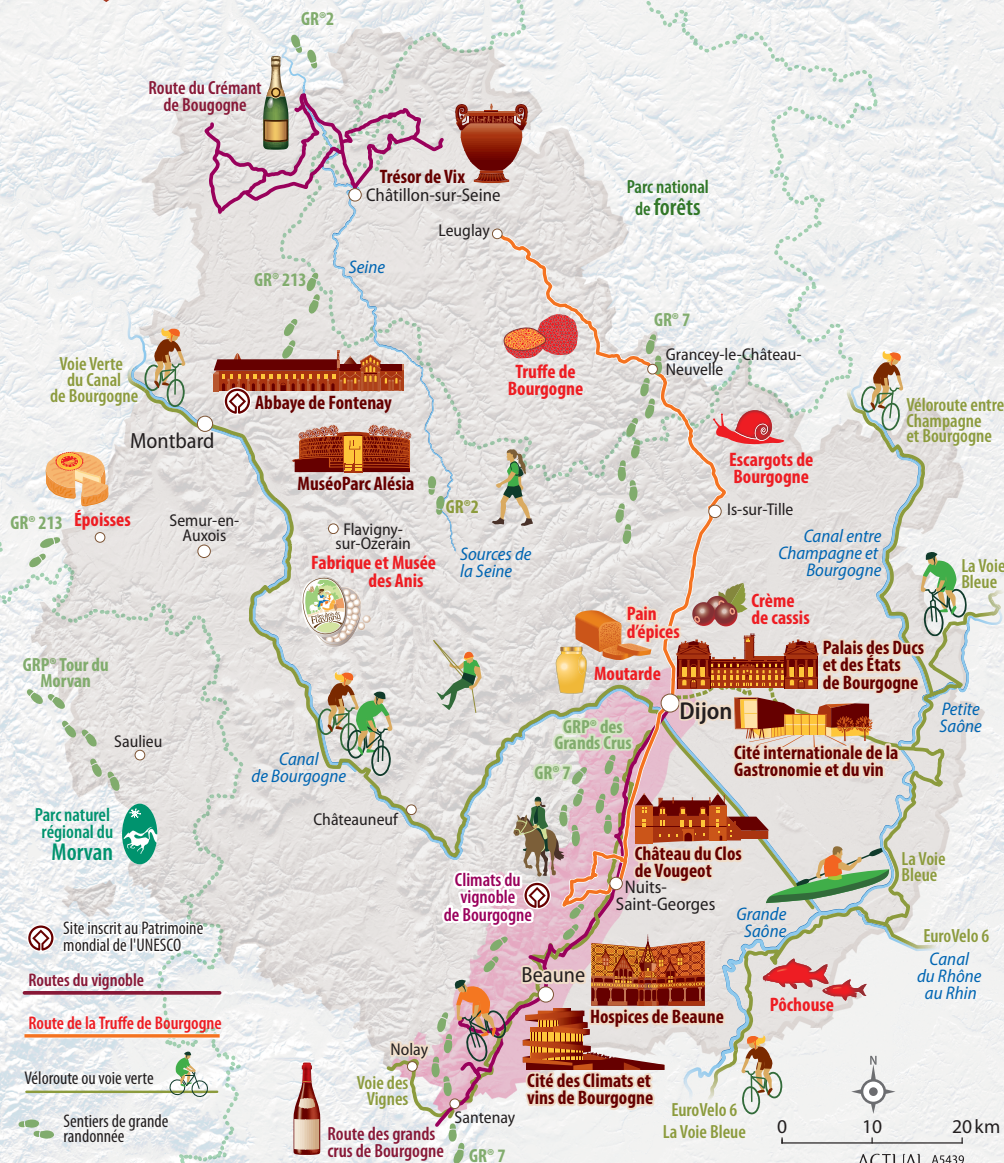 GR®2
Route du Crémant
de Bougogne
Trésor de Vix
Châtillon-sur-Seine
Parc national
de forêts
Leuglay
Seine
GR® 213
GR® 7
Voie Verte
du Canal
de Bourgogne
Truffe de
Bourgogne
Grancey-le-Château-
Neuvelle
Abbaye de Fontenay
Véloroute entre
Champagne
et Bourgogne
Montbard
Escargots de
Bourgogne
MuséoParc Alésia
GR®2
Is-sur-Tille
Époisses
GR® 213
Semur-en-
Auxois
Flavigny-
sur-Ozerain
Sources de
la Seine
Canal entre
Champagne et
Bourgogne
Fabrique et Musée
des Anis
Flavigny
La Voie
Bleue
Pain
d'épices
Crème
de cassis
Moutarde
Palais des Ducs
et des États
de Bourgogne
GRP® Tour du
Morvan
Dijon
Petite
Saône
GRP® des
Grands Crus
Cité internationale de la
Gastronomie et du vin
Saulieu
Canal
de Bourgogne
GR® 7
Châteauneuf
Parc naturel
régional du
Morvan
Château du Clos
de Vougeot
La Voie
Bleue
Climats du
vignoble
de Bourgogne
Nuits-
Saint-Georges
Grande
Saône
EuroVelo 6
Canal
du Rhône
au Rhin
Site inscrit au Patrimoine
mondial de l'UNESCO
Routes du vignoble
Route de la Truffe de Bourgogne
Véloroute ou voie verte
Sentiers de grande
randonnée
Beaune
Hospices de Beaune
Pôchouse
Nolay
Voie des
Vignes
Cité des Climats et
vins de Bourgogne
Santenay
Route des grands
crus de Bourgogne
GR® 7
EuroVelo 6
La Voie Bleue
N
0 10 20 km
ACTUAL A5439